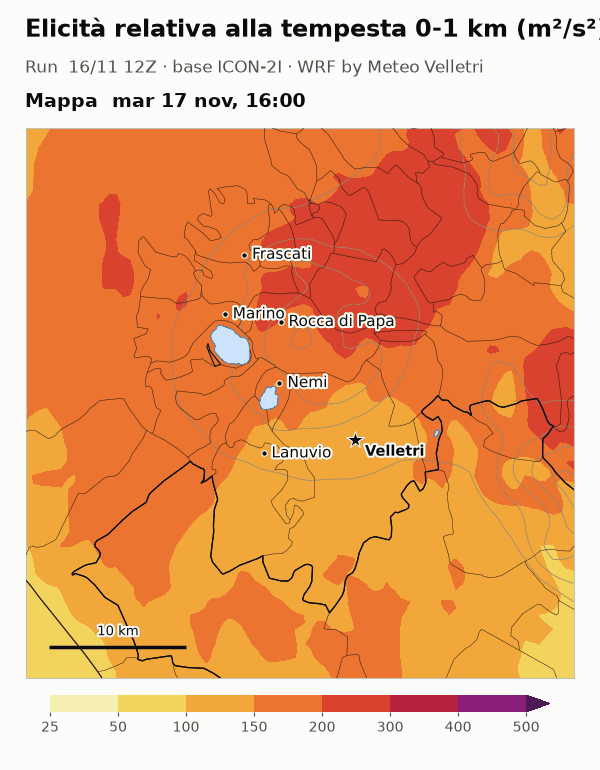 Elicità relativa alla tempesta 0-1 km (m²/s²)
Run  16/11 12Z · base ICON-2I · WRF by Meteo Velletri
Mappa  mar 17 nov, 16:00
Frascati
Marino
Rocca di Papa
Nemi
Velletri
Lanuvio
10 km
25 50 100 150 200 300 400 500